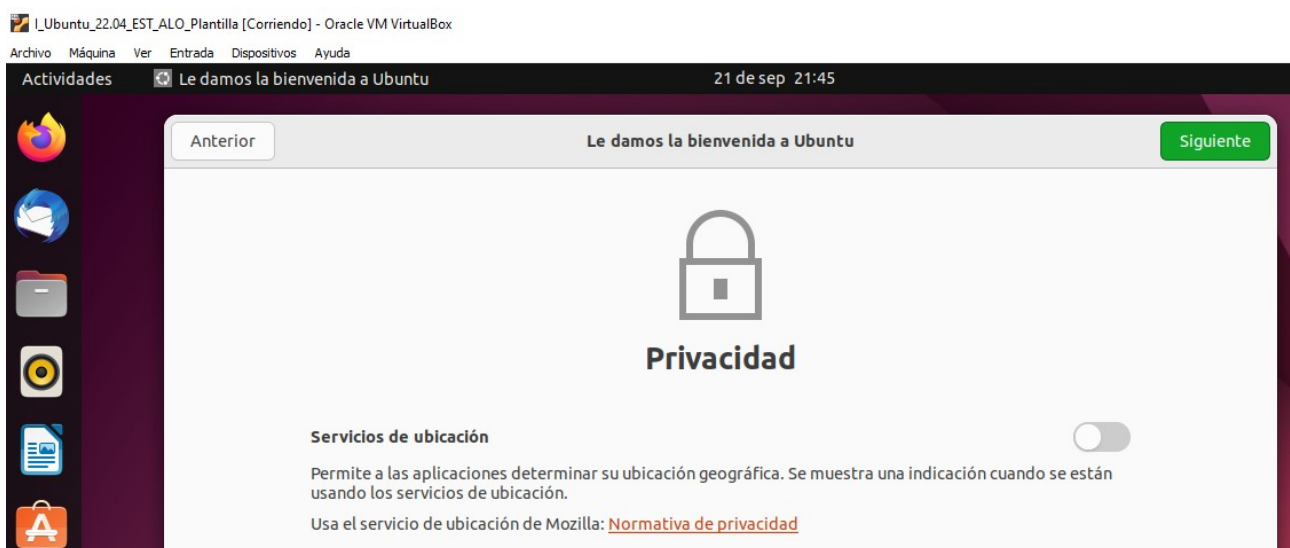 I_Ubuntu_22.04_EST_ALO_Plantilla [Corriendo] - Oracle VM VirtualBox
Archivo Máquina Ver Entrada Dispositivos Ayuda
Actividades Le damos la bienvenida a Ubuntu 21 de sep 21:45
Anterior Le damos la bienvenida a Ubuntu Siguiente
Privacidad
Servicios de ubicación
Permite a las aplicaciones determinar su ubicación geográfica. Se muestra una indicación cuando se están
usando los servicios de ubicación.
Usa el servicio de ubicación de Mozilla: Normativa de privacidad